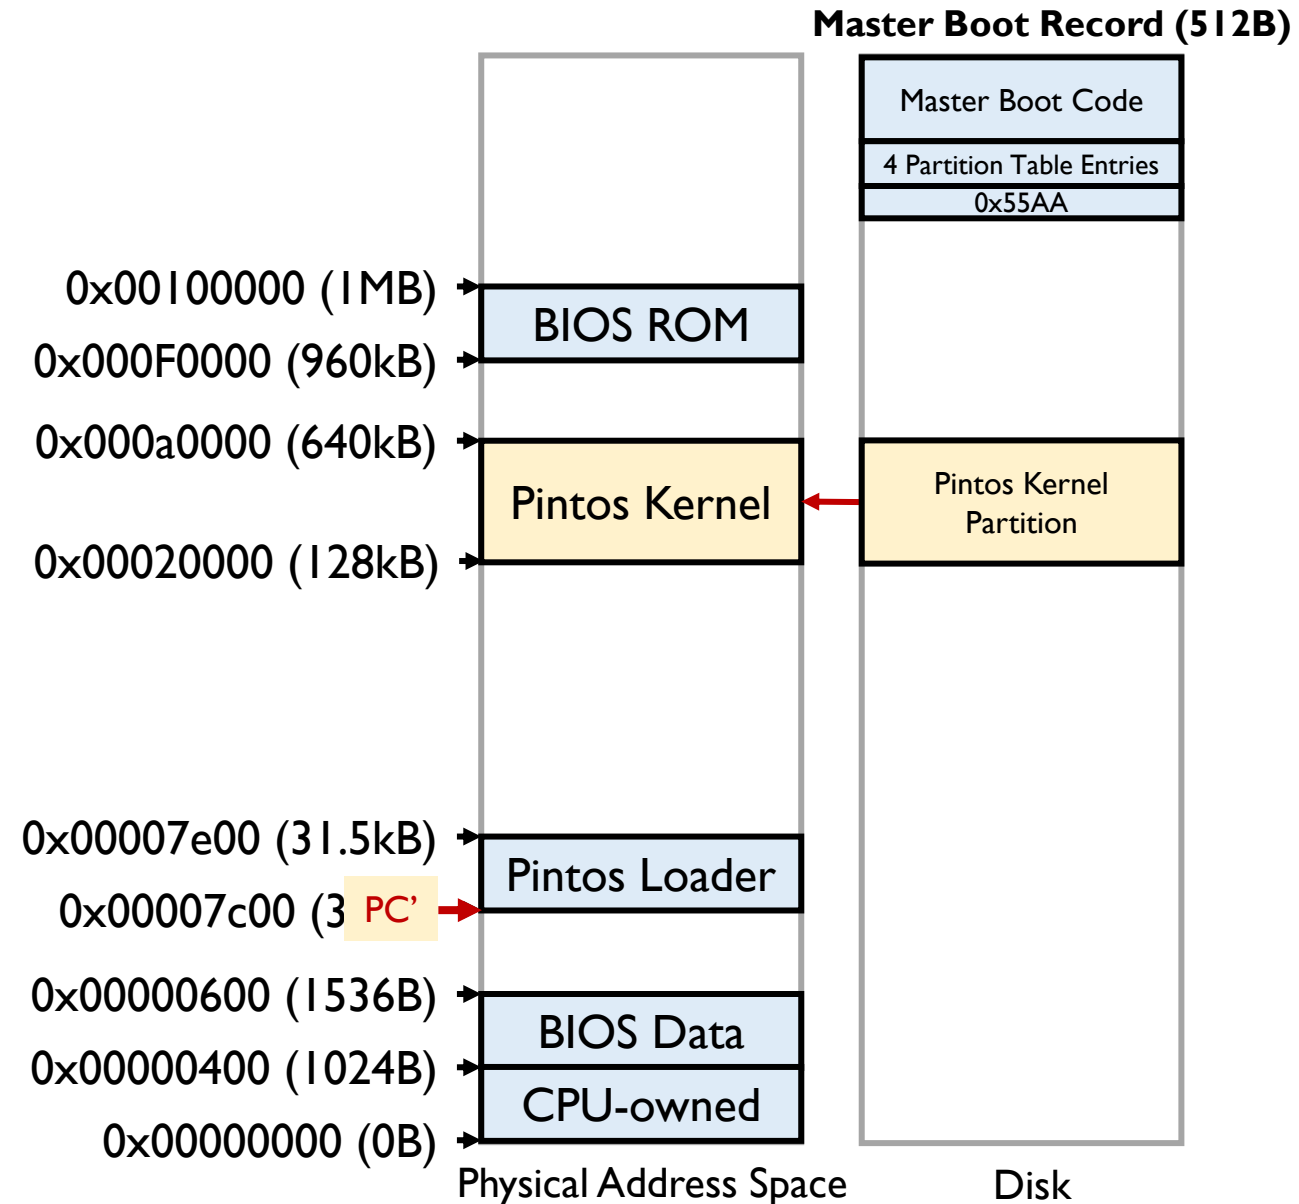 Master Boot Record (512B)
Master Boot Code
4 Partition Table Entries
0x55AA
0x00100000 (1MB)
BIOS ROM
0x000F0000 (960kB)
0x000a0000 (640kB)
Pintos Kernel
Pintos Kernel
Partition
0x00020000 (128kB)
0x00007e00 (31.5kB)
Pintos Loader
0x00007c00 (3
PC’
0x00000600 (1536B)
BIOS Data
0x00000400 (1024B)
CPU-owned
0x00000000 (0B)
Physical Address Space
Disk